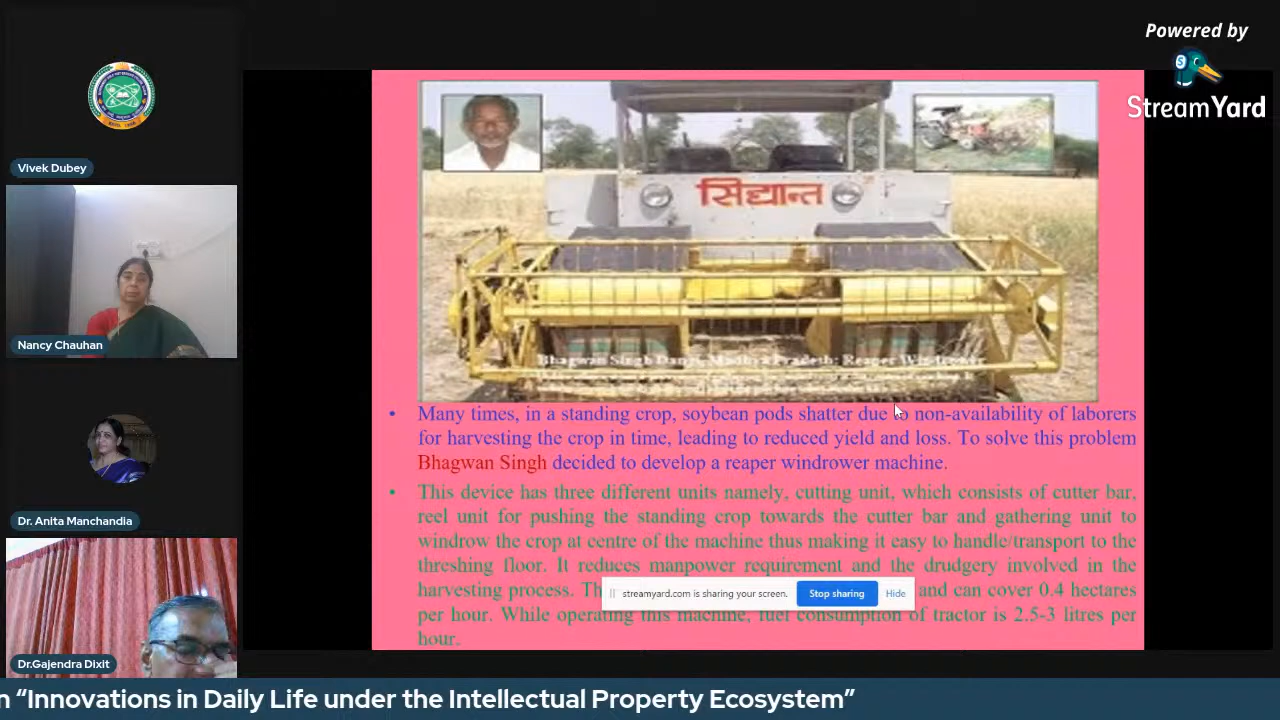 Powered by
StreamYard
Vivek Dubey
Nancy Chauhan
Dr. Anita Manchandia
Dr.Gajendra Dixit
सिद्यान्त
Bhagwan Singh Dangi, Madhya Pradesh: Reaper Windrower
• Many times, in a standing crop, soybean pods shatter due to non-availability of laborers
for harvesting the crop in time, leading to reduced yield and loss. To solve this problem
Bhagwan Singh decided to develop a reaper windrower machine.
• This device has three different units namely, cutting unit, which consists of cutter bar,
reel unit for pushing the standing crop towards the cutter bar and gathering unit to
windrow the crop at centre of the machine thus making it easy to handle/transport to the
threshing floor. It reduces manpower requirement and the drudgery involved in the
harvesting process. and can cover 0.4 hectares
per hour. While operating this machine, fuel consumption of tractor is 2.5-3 litres per
hour.
streamyard.com is sharing your screen. Stop sharing Hide
“Innovations in Daily Life under the Intellectual Property Ecosystem”